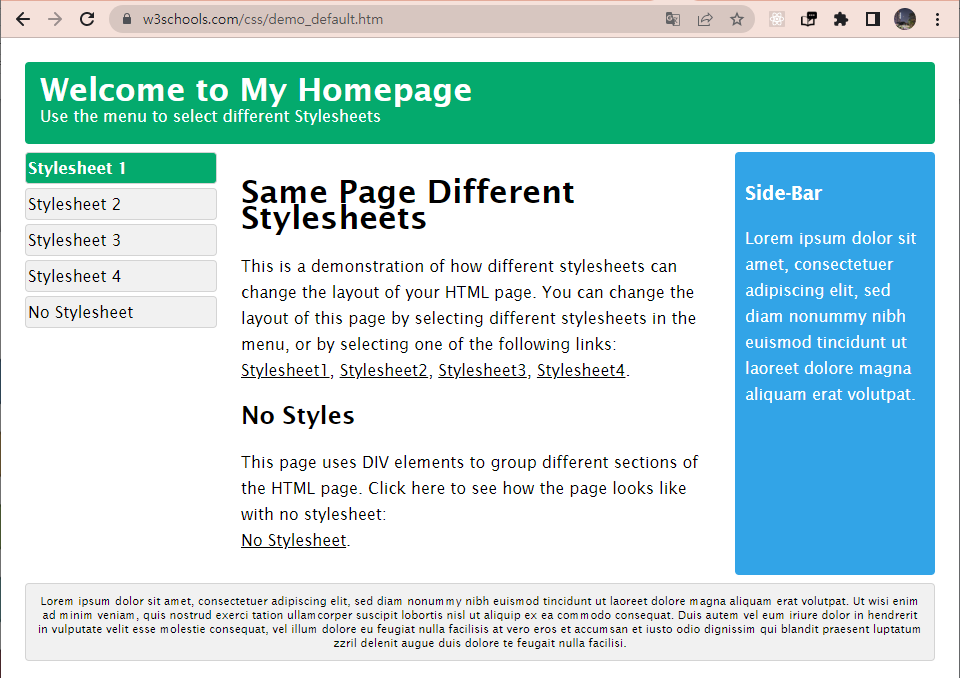 w3schools.com/css/demo_default.htm
Welcome to My Homepage
Use the menu to select different Stylesheets
Stylesheet 1
Stylesheet 2
Stylesheet 3
Stylesheet 4
No Stylesheet
Same Page Different
Stylesheets
This is a demonstration of how different stylesheets can
change the layout of your HTML page. You can change the
layout of this page by selecting different stylesheets in the
menu, or by selecting one of the following links:
Stylesheet1, Stylesheet2, Stylesheet3, Stylesheet4.
No Styles
This page uses DIV elements to group different sections of
the HTML page. Click here to see how the page looks like
with no stylesheet:
No Stylesheet.
Side-Bar
Lorem ipsum dolor sit
amet, consectetuer
adipiscing elit, sed
diam nonummy nibh
euismod tincidunt ut
laoreet dolore magna
aliquam erat volutpat.
Lorem ipsum dolor sit amet, consectetuer adipiscing elit, sed diam nonummy nibh euismod tincidunt ut laoreet dolore magna aliquam erat volutpat. Ut wisi enim
ad minim veniam, quis nostrud exerci tation ullamcorper suscipit lobortis nisl ut aliquip ex ea commodo consequat. Duis autem vel eum iriure dolor in hendrerit
in vulputate velit esse molestie consequat, vel illum dolore eu feugiat nulla facilisis at vero eros et accumsan et iusto odio dignissim qui blandit praesent luptatum
zzril delenit augue duis dolore te feugait nulla facilisi.